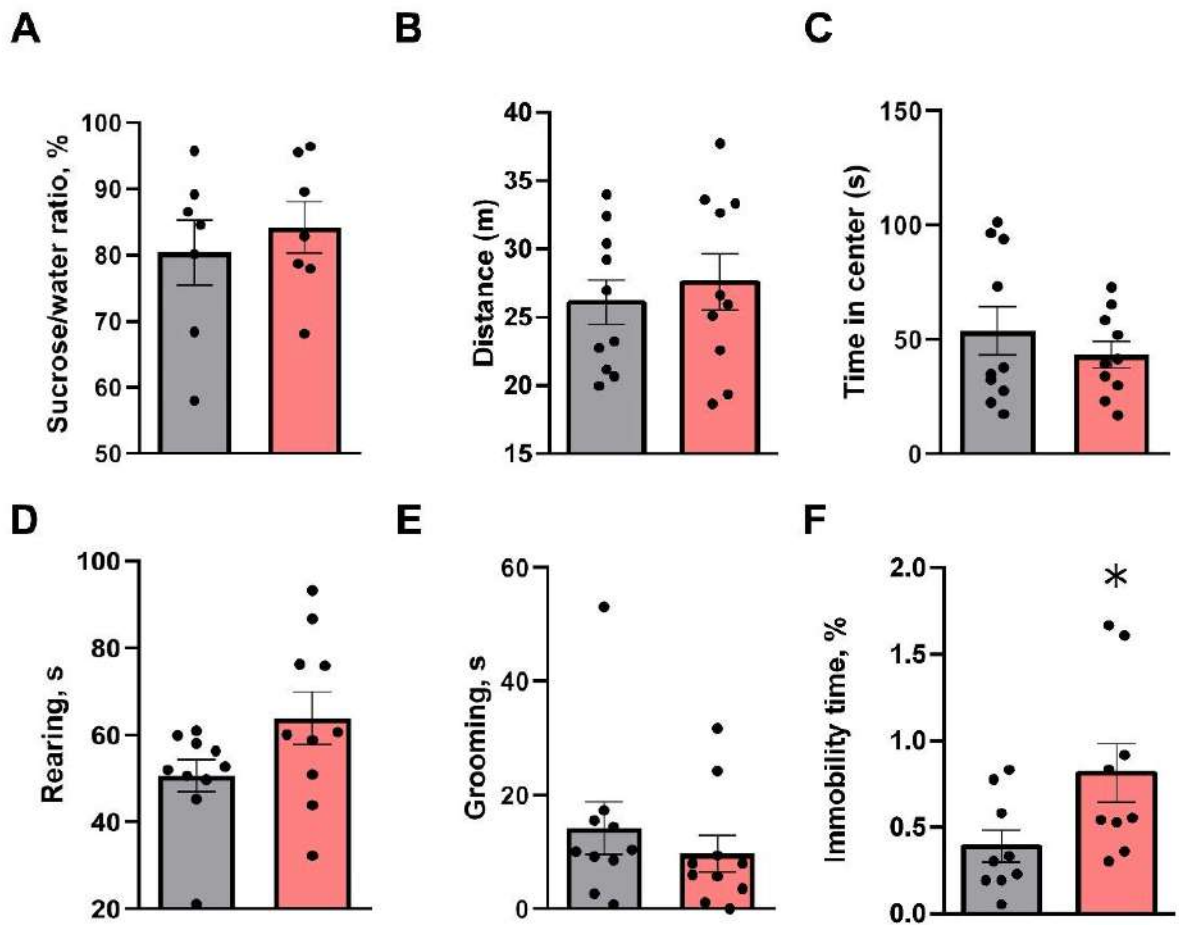 A
B
C
Sucrose/water ratio, %
100
90
80
70
60
50
Distance (m)
40
35
30
25
20
15
Time in center (s)
150
100
50
0
D
E
F
Rearing, s
100
80
60
40
20
Grooming, s
60
40
20
0
Immobility time, %
2.0
1.5
1.0
0.5
0.0
*